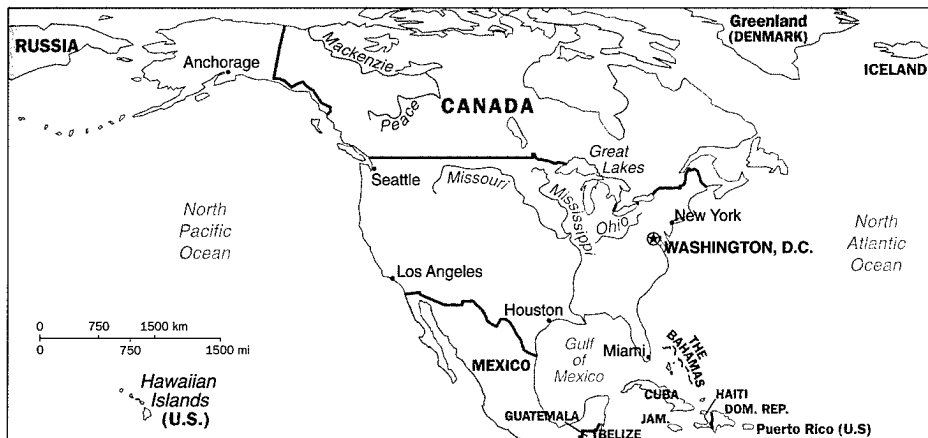 Greenland
(DENMARK)
RUSSIA
ICELAND
Anchorage
Mackenzie
Peace
CANADA
Great
Lakes
Seattle
Missouri
Mississippi
Ohio
New York
WASHINGTON, D.C.
North
Pacific
Ocean
North
Atlantic
Ocean
Los Angeles
Houston
0 750 1500 km
0 750 1500 mi
MEXICO
Gulf
of
Mexico
Miami
THE
BAHAMAS
Hawaiian
Islands
(U.S.)
CUBA
HAITI
DOM. REP.
GUATEMALA
JAM.
Puerto Rico (U.S)
BELIZE